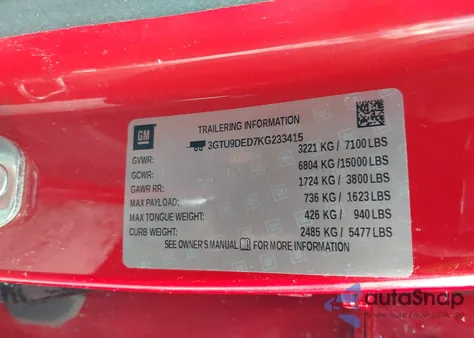 GM
TRAILERING INFORMATION
3GTU9DED7KG233415
GVWR: 3221 KG / 7100 LBS
GCWR: 6804 KG /15000 LBS
GAWR RR: 1724 KG / 3800 LBS
MAX PAYLOAD: 736 KG / 1623 LBS
MAX TONGUE WEIGHT: 426 KG / 940 LBS
CURB WEIGHT: 2485 KG / 5477 LBS
SEE OWNER'S MANUAL FOR MORE INFORMATION
autoSnap